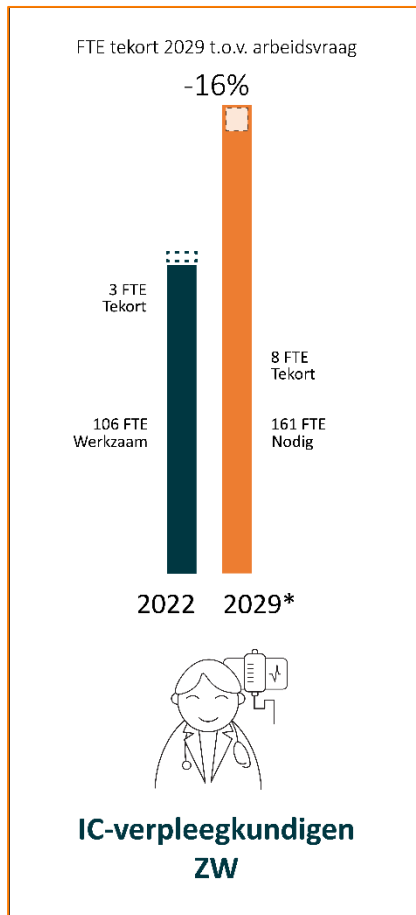 FTE tekort 2029 t.o.v. arbeidsvraag
-16%
3 FTE
Tekort
8 FTE
Tekort
106 FTE
Werkzaam
161 FTE
Nodig
2022
2029*
IC-verpleegkundigen
ZW